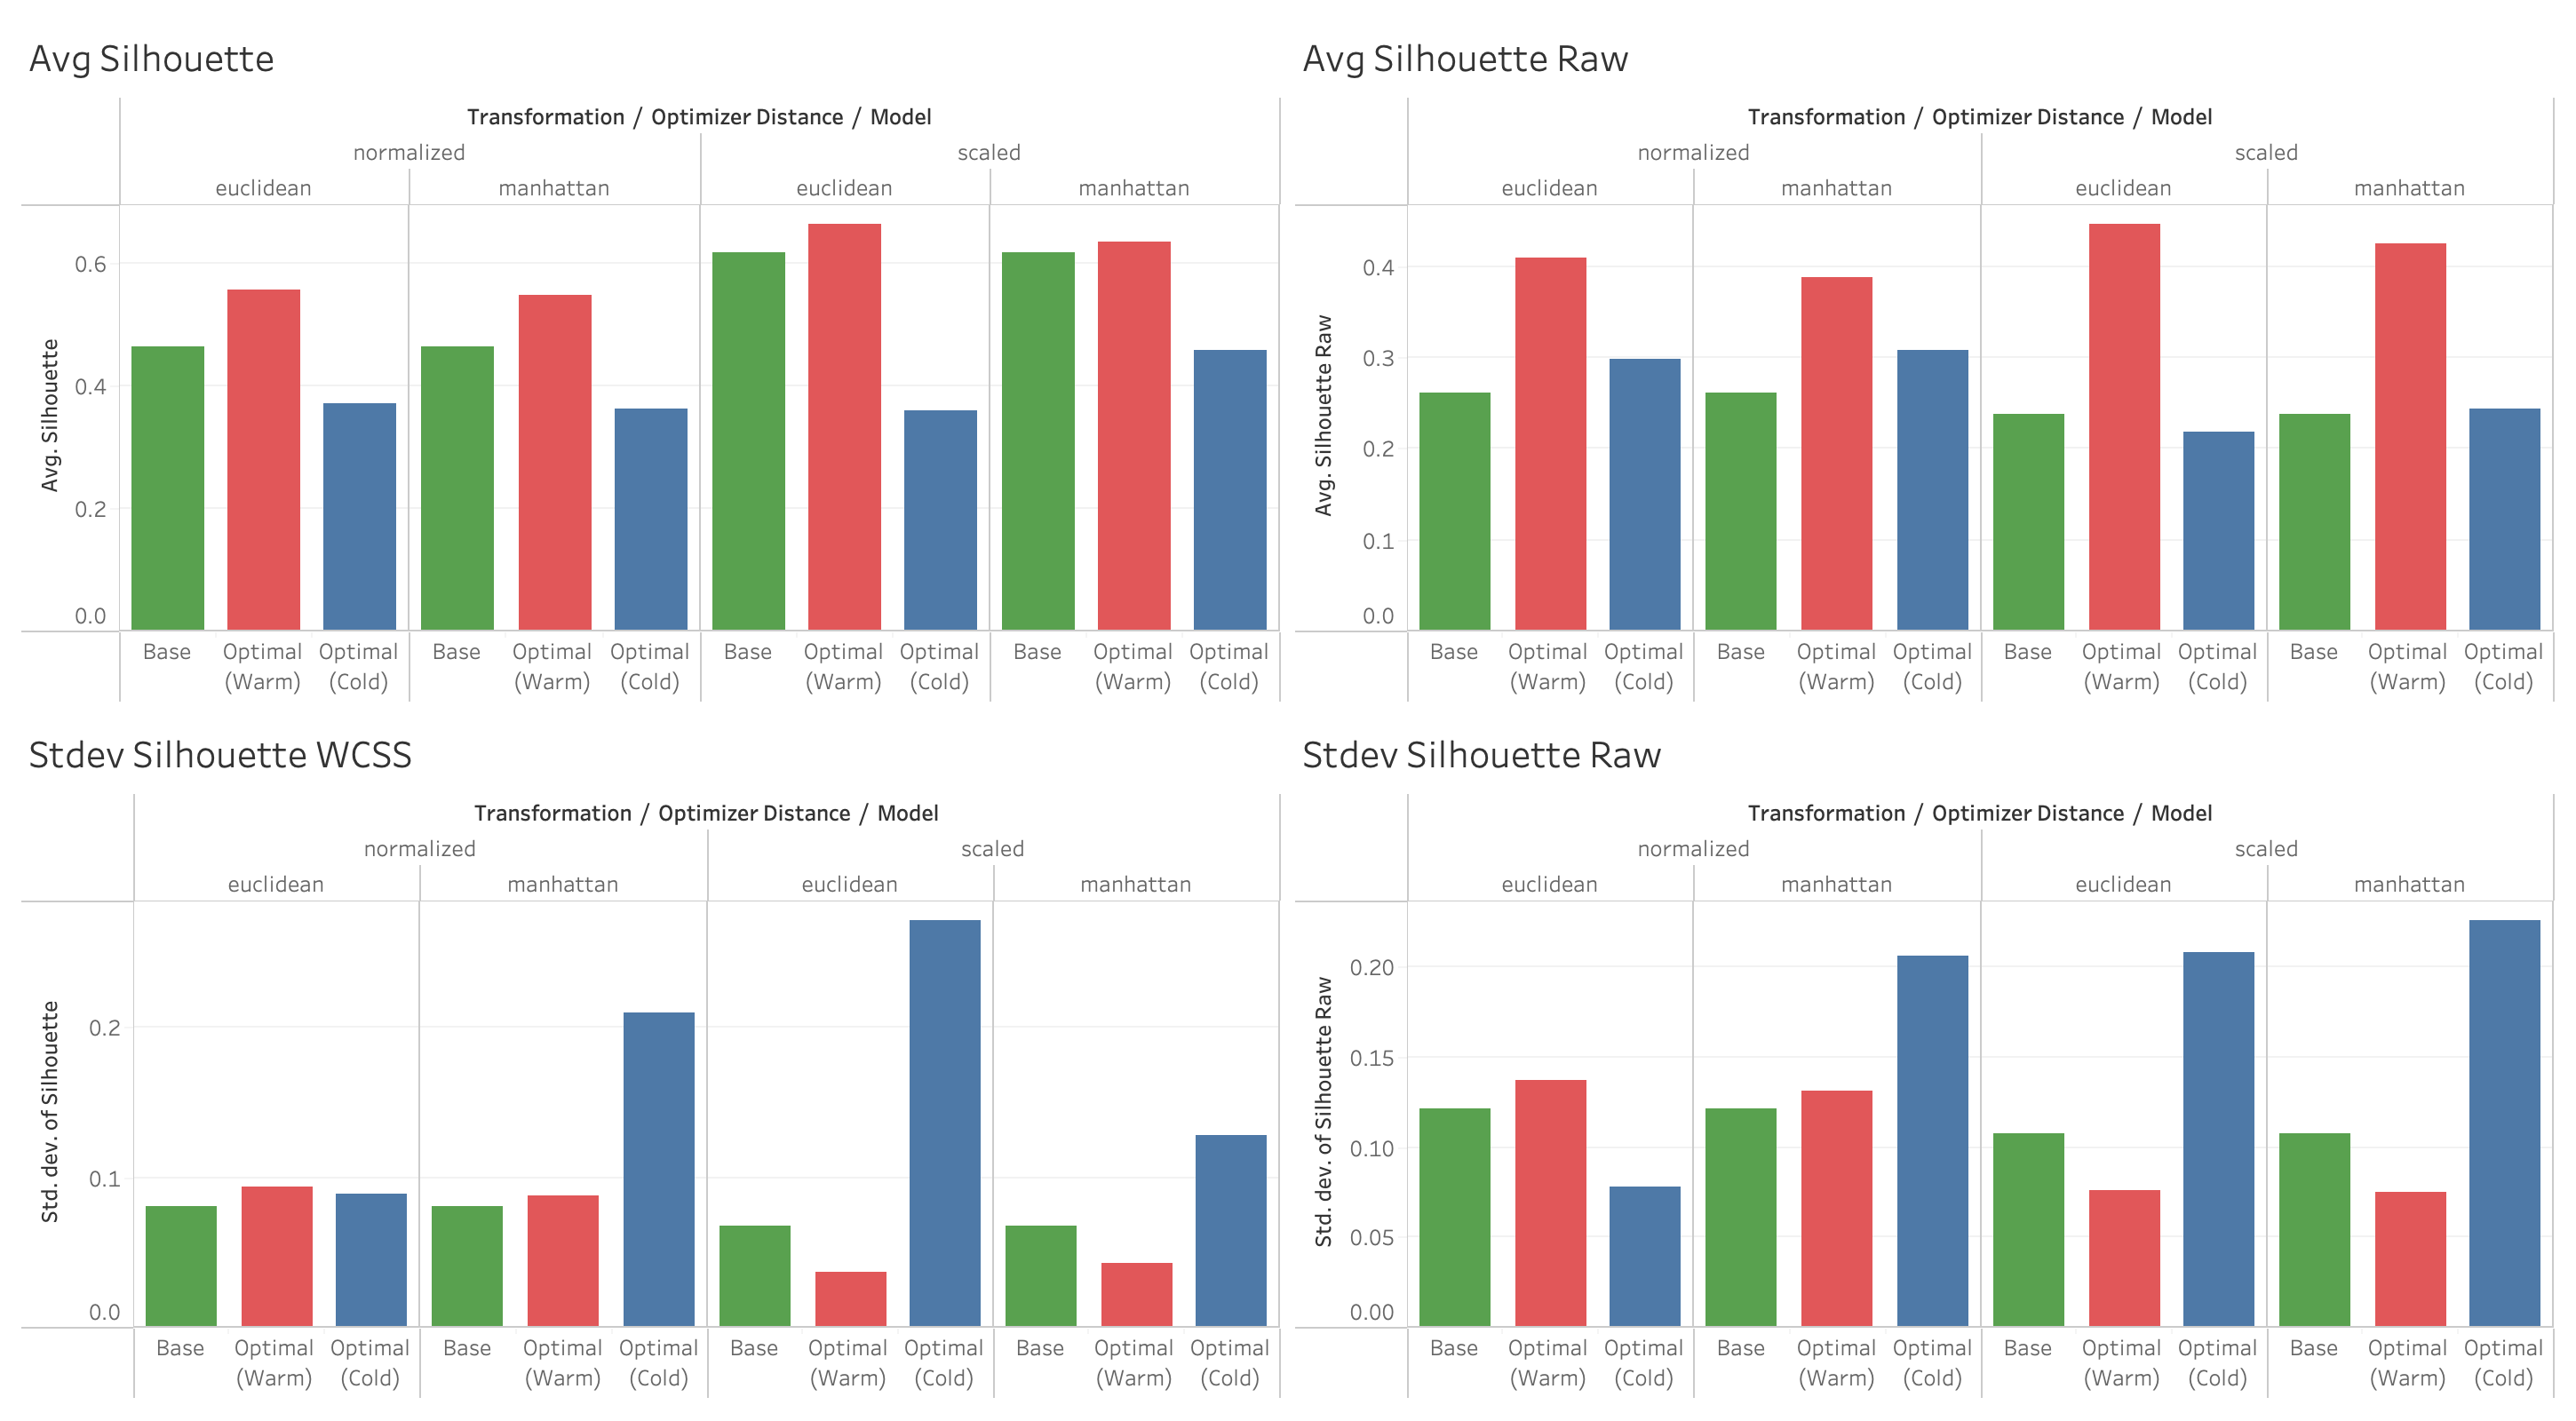 Avg Silhouette
Transformation / Optimizer Distance / Model
normalized scaled
euclidean manhattan euclidean manhattan
Avg. Silhouette
0.6
0.4
0.2
0.0
Base Optimal (Warm) Optimal (Cold) Base Optimal (Warm) Optimal (Cold) Base Optimal (Warm) Optimal (Cold) Base Optimal (Warm) Optimal (Cold)
Avg Silhouette Raw
Transformation / Optimizer Distance / Model
normalized scaled
euclidean manhattan euclidean manhattan
Avg. Silhouette Raw
0.4
0.3
0.2
0.1
0.0
Base Optimal (Warm) Optimal (Cold) Base Optimal (Warm) Optimal (Cold) Base Optimal (Warm) Optimal (Cold) Base Optimal (Warm) Optimal (Cold)
Stdev Silhouette WCSS
Transformation / Optimizer Distance / Model
normalized scaled
euclidean manhattan euclidean manhattan
Std. dev. of Silhouette
0.2
0.1
0.0
Base Optimal (Warm) Optimal (Cold) Base Optimal (Warm) Optimal (Cold) Base Optimal (Warm) Optimal (Cold) Base Optimal (Warm) Optimal (Cold)
Stdev Silhouette Raw
Transformation / Optimizer Distance / Model
normalized scaled
euclidean manhattan euclidean manhattan
Std. dev. of Silhouette Raw
0.20
0.15
0.10
0.05
0.00
Base Optimal (Warm) Optimal (Cold) Base Optimal (Warm) Optimal (Cold) Base Optimal (Warm) Optimal (Cold) Base Optimal (Warm) Optimal (Cold)